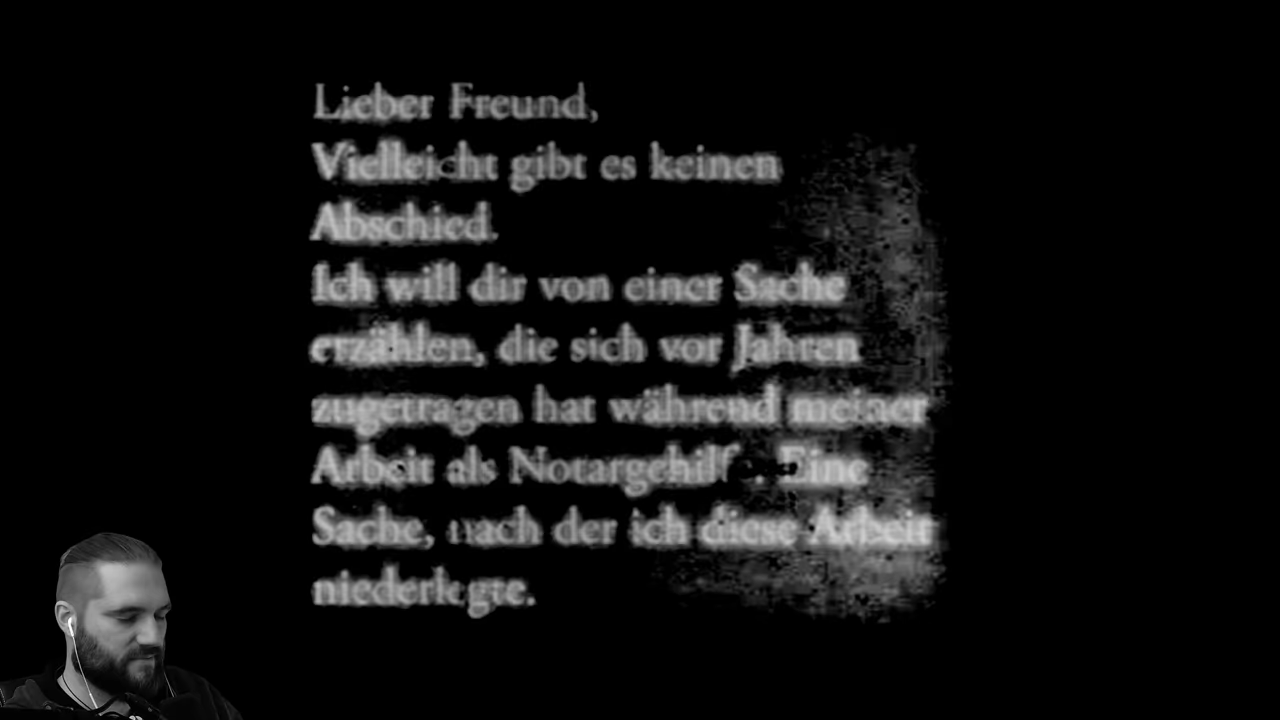 Lieber Freund,
Vielleicht gibt es keinen
Abschied.
Ich will dir von einer Sache
erzählen, die sich vor Jahren
zugetragen hat während meiner
Arbeit als Eine
Sache, nach der ich diese Arbeit
niederlegte.